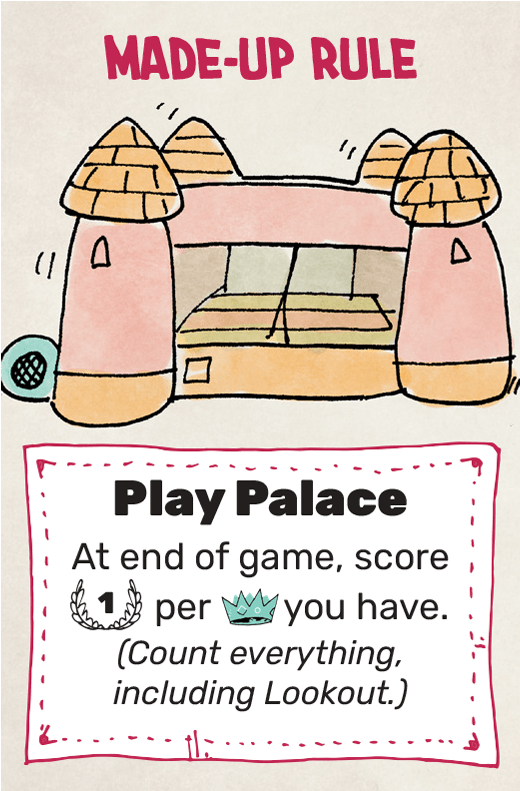 MADE-UP RULE
Play Palace
At end of game, score
1 per you have.
(Count everything,
including Lookout.)